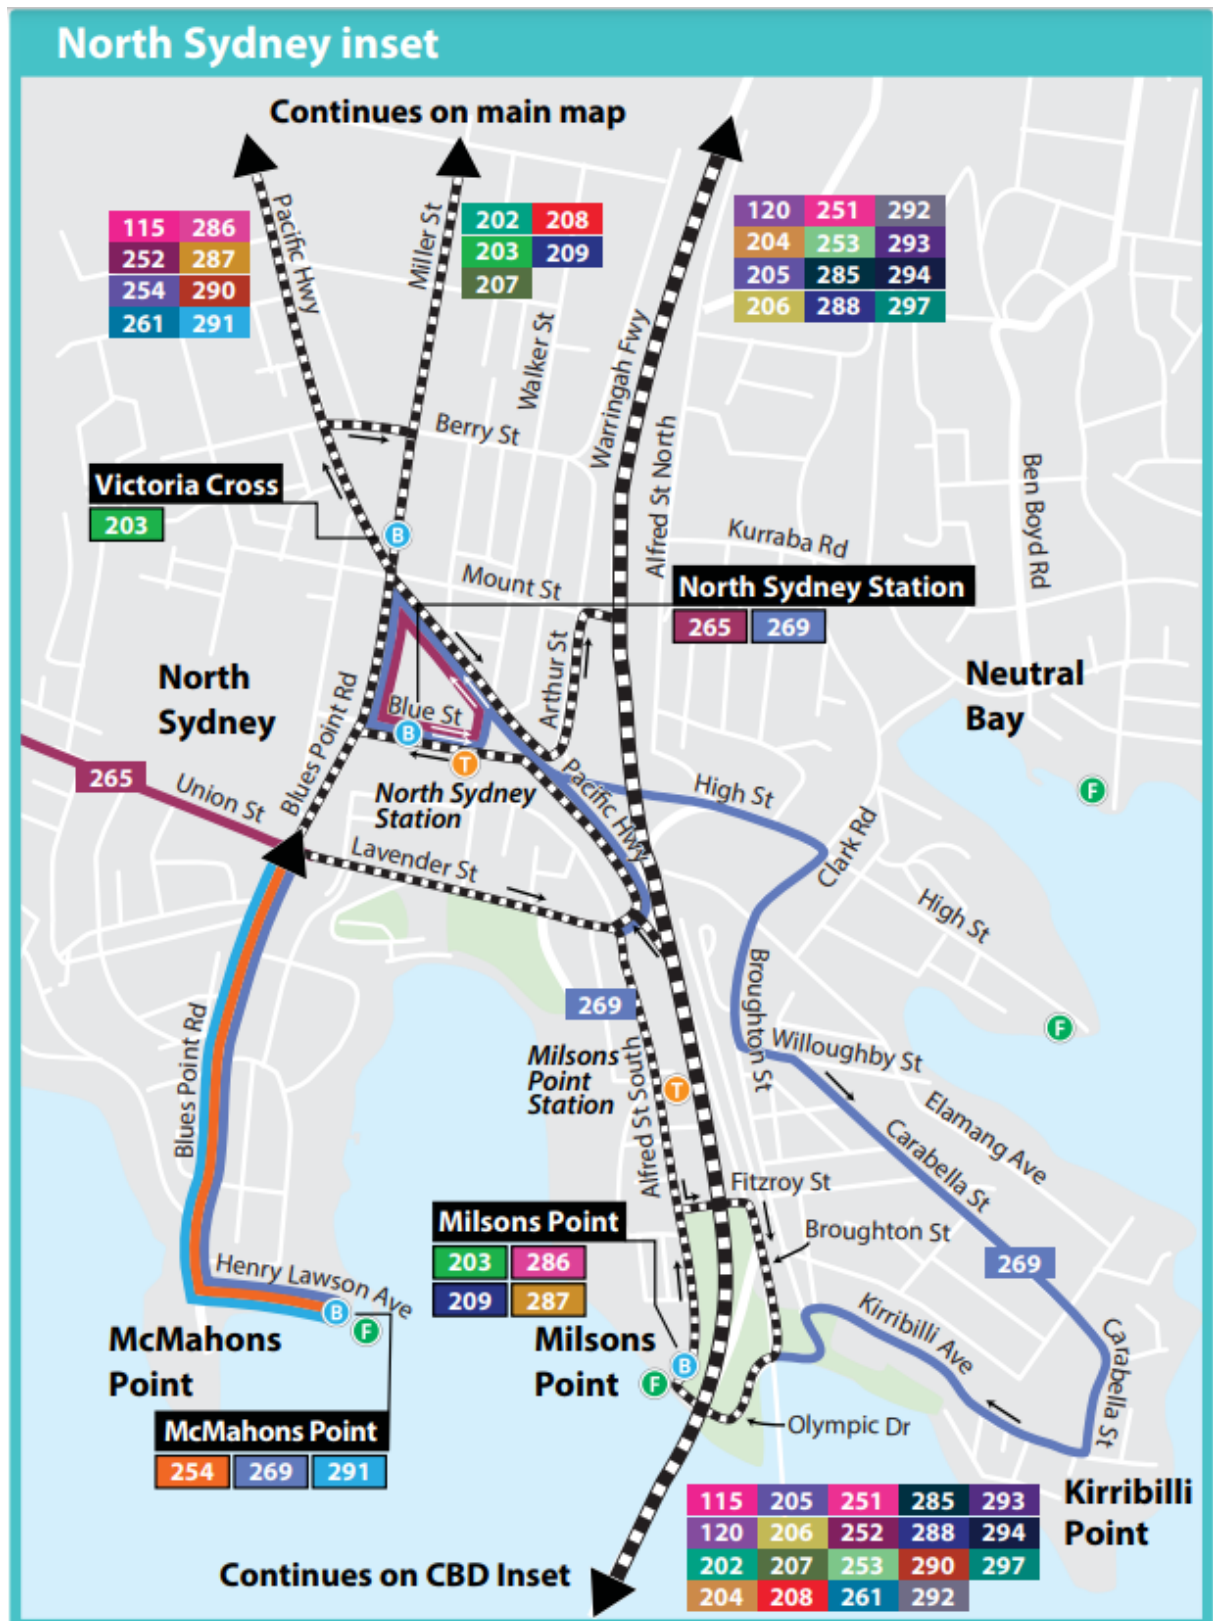 North Sydney inset
Continues on main map
115 286
252 287
254 290
261 291
Pacific Hwy
Miller St
202 208
203 209
207
120 251 292
204 253 293
205 285 294
206 288 297
Walker St
Warringah Fwy
Berry St
Alfred St North
Ben Boyd Rd
Victoria Cross
203
B
Kurraba Rd
Mount St
North Sydney Station
265 269
North
Sydney
Neutral
Bay
Arthur St
Blues Point Rd
Blue St
B
T
265
Union St
North Sydney
Station
Pacific Hwy
High St
F
Lavender St
Clark Rd
High St
269
Broughton St
F
Blues Point Rd
Milsons
Point
Station
T
Alfred St South
Willoughby St
Elamang Ave
Carabella St
Fitzroy St
Milsons Point
203 286
209 287
Broughton St
269
Henry Lawson Ave
B
F
Kirribilli Ave
McMahons
Point
Milsons
Point
B
F
Carabella St
Olympic Dr
McMahons Point
254 269 291
Kirribilli
Point
115 205 251 285 293
120 206 252 288 294
202 207 253 290 297
204 208 261 292
Continues on CBD Inset